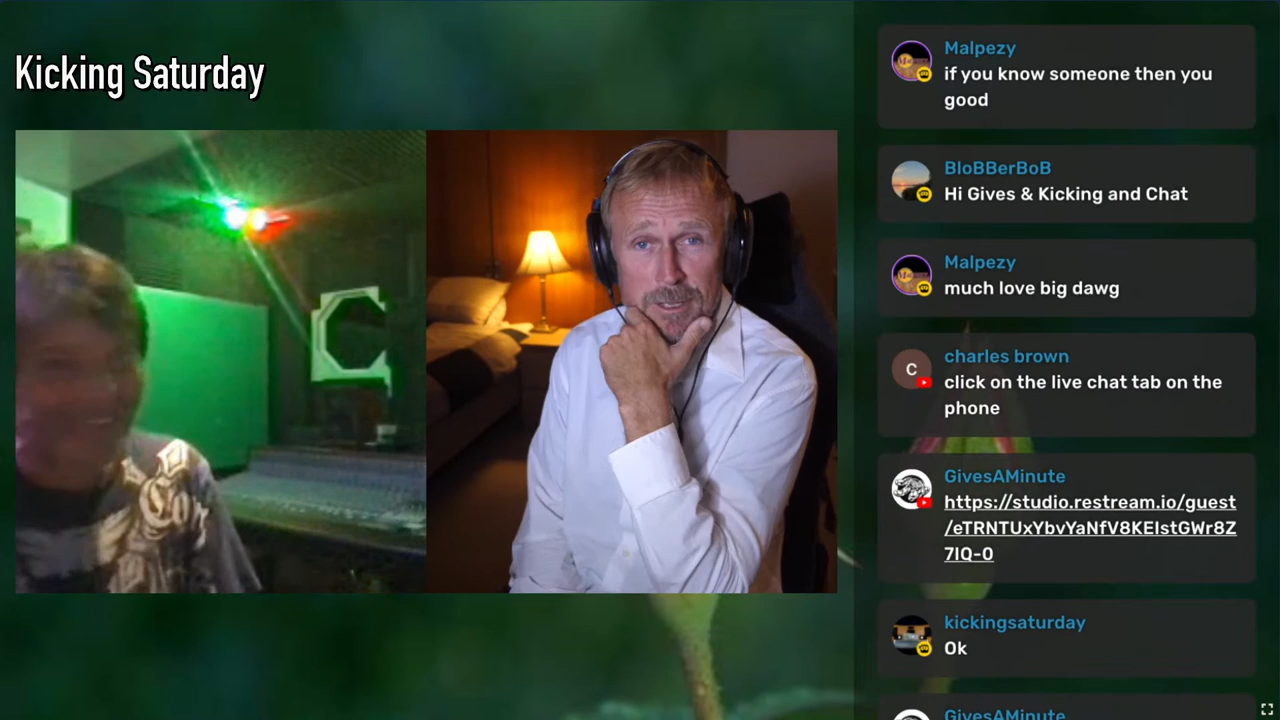 Kicking Saturday
Malpezy
if you know someone then you
good
BloBBerBoB
Hi Gives & Kicking and Chat
Malpezy
much love big dawg
C
charles brown
click on the live chat tab on the
phone
GivesAMinute
https://studio.restream.io/guest
/eTRNTUxYbvYaNfV8KEIstGWr8Z
7IQ-0
kickingsaturday
Ok
GivesAMinute